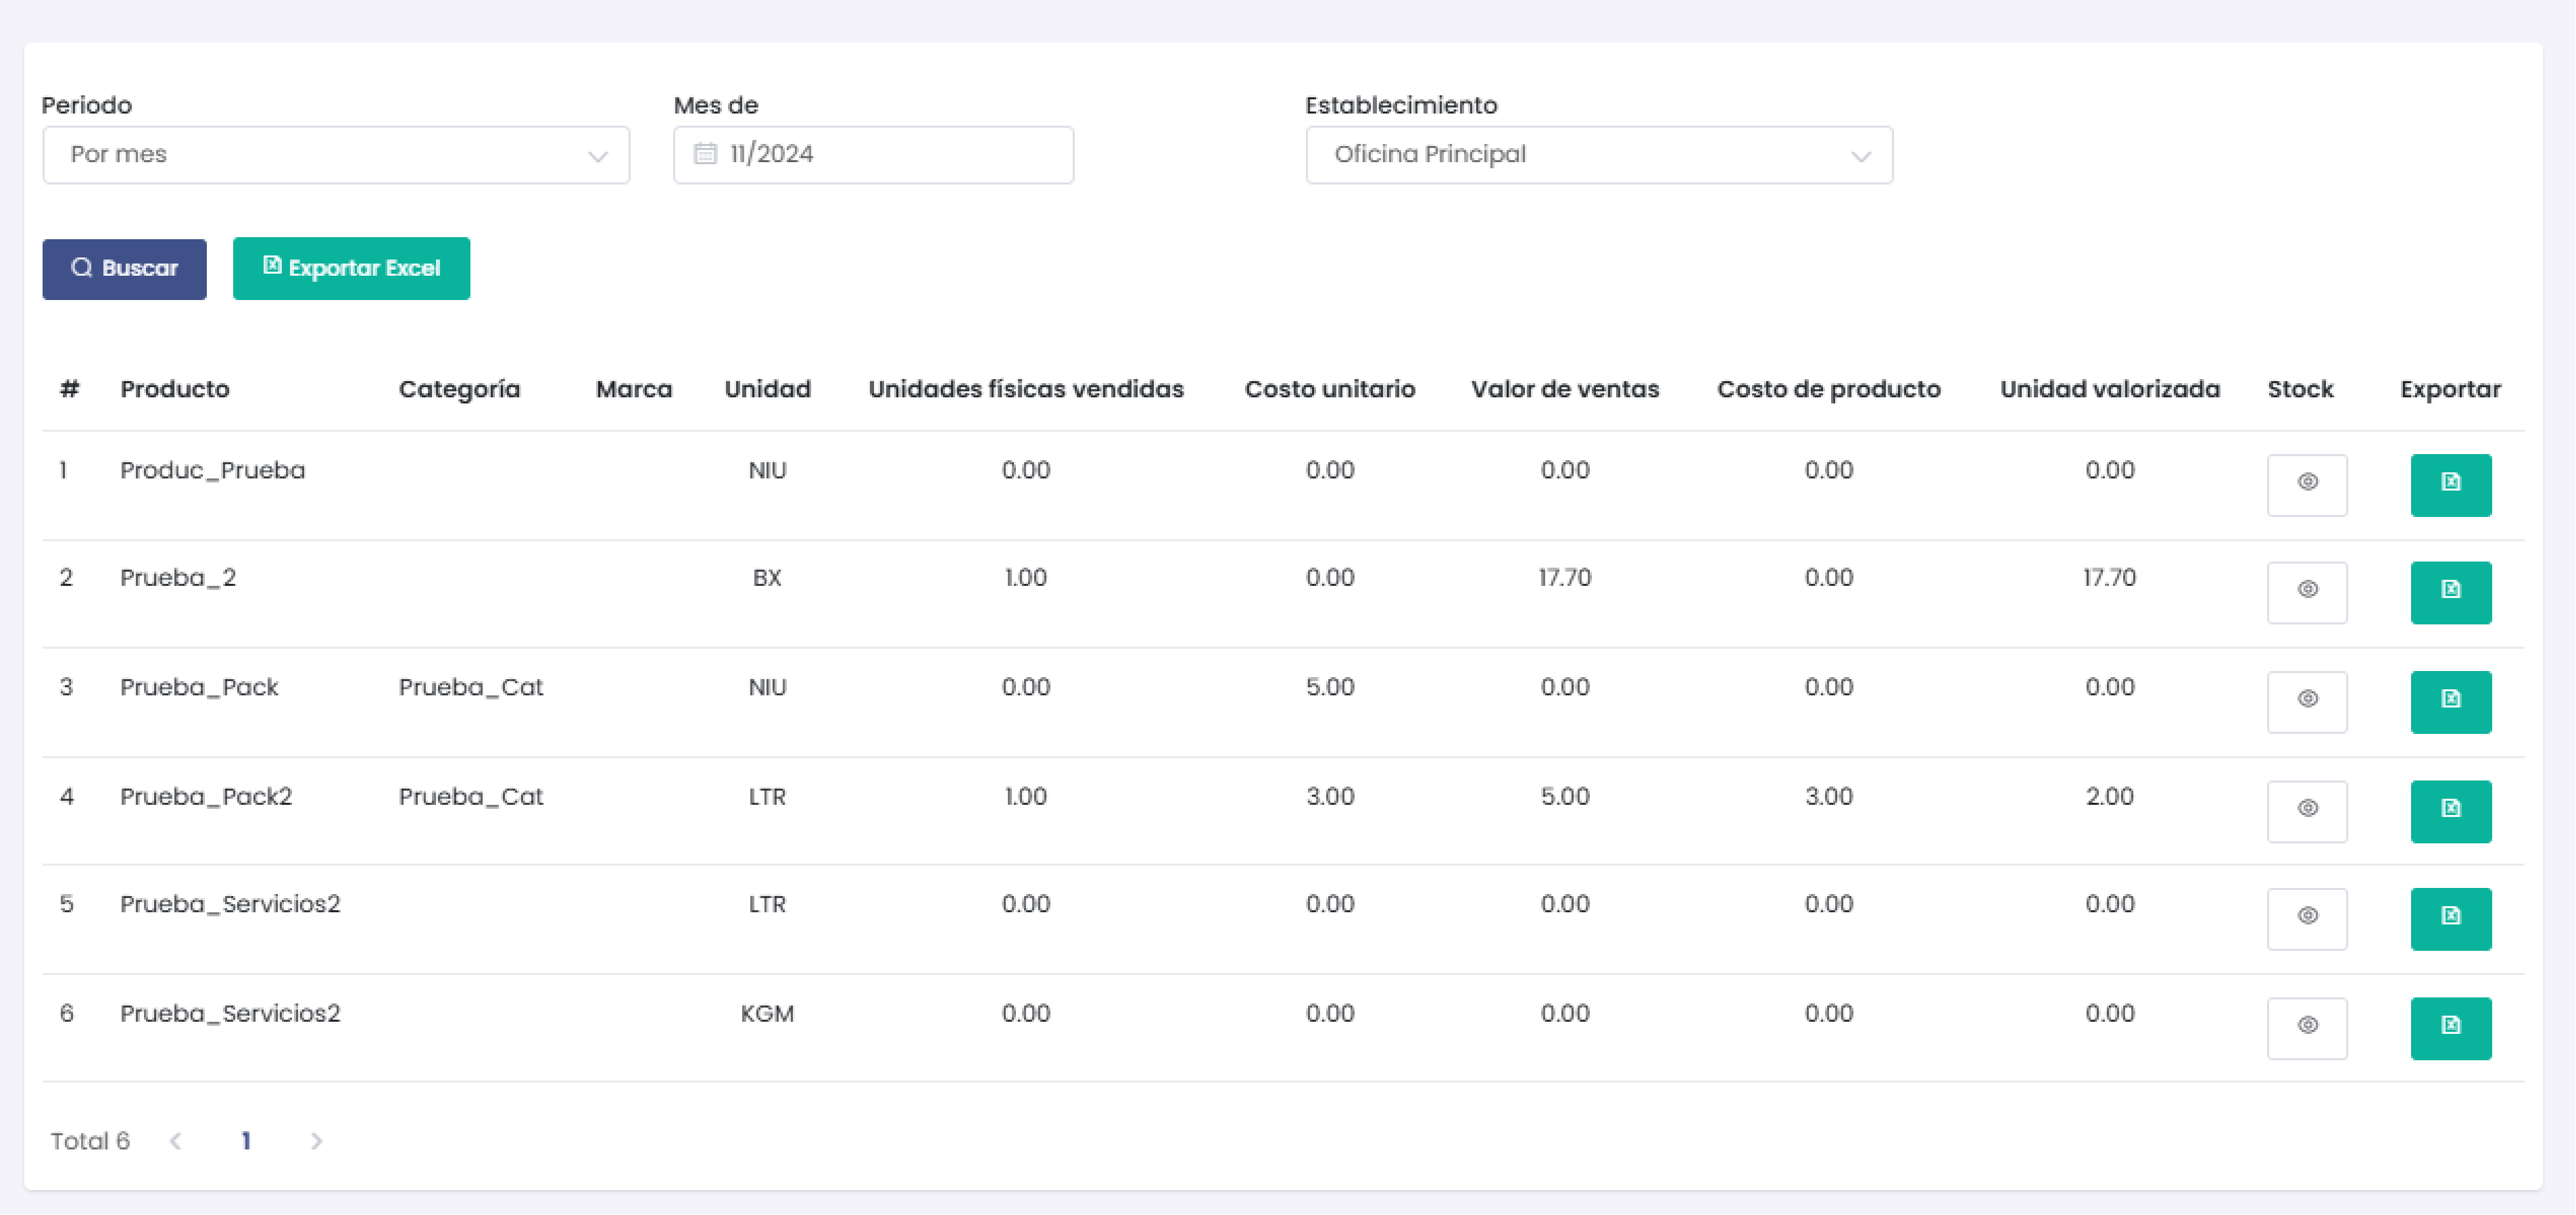 Periodo Mes de Establecimiento
Por mes 11/2024 Oficina Principal
Buscar Exportar Excel
# Producto Categoría Marca Unidad Unidades físicas vendidas Costo unitario Valor de ventas Costo de producto Unidad valorizada Stock Exportar
1 Produc_Prueba NIU 0.00 0.00 0.00 0.00 0.00
2 Prueba_2 BX 1.00 0.00 17.70 0.00 17.70
3 Prueba_Pack Prueba_Cat NIU 0.00 5.00 0.00 0.00 0.00
4 Prueba_Pack2 Prueba_Cat LTR 1.00 3.00 5.00 3.00 2.00
5 Prueba_Servicios2 LTR 0.00 0.00 0.00 0.00 0.00
6 Prueba_Servicios2 KGM 0.00 0.00 0.00 0.00 0.00
Total 6 1